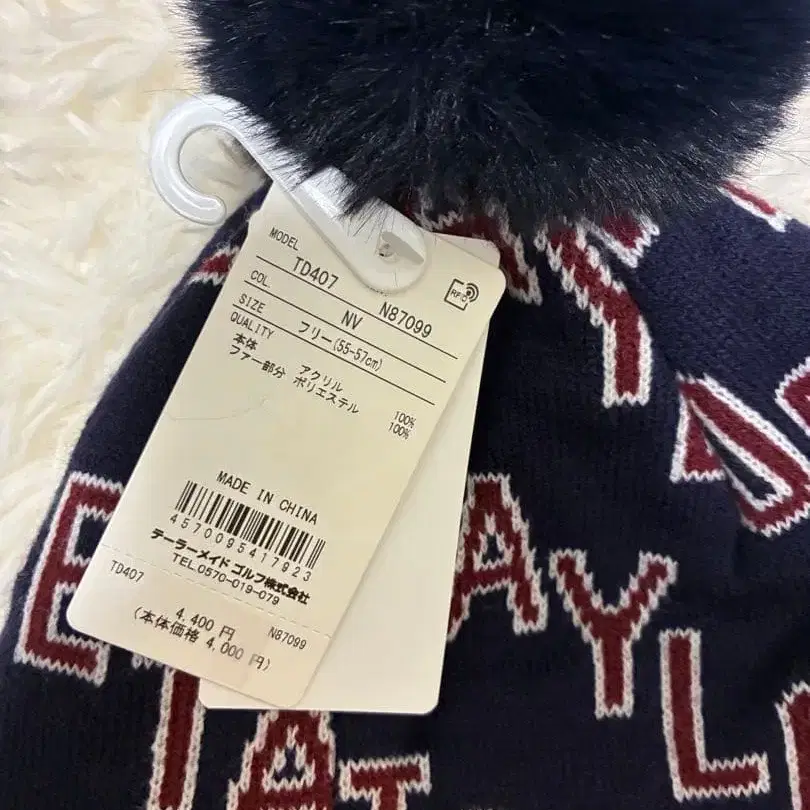 MODEL TD407 N87099
RFID
COL. NV
SIZE フリー(55-57cm)
QUALITY
本体 アクリル 100%
ファー部分 ポリエステル 100%
MADE IN CHINA
4570095417923
テーラーメイド ゴルフ株式会社
TEL.0570-019-079
TD407 N87099
4,400 円
(本体価格 4,000 円)
AY
E
AYL
AT